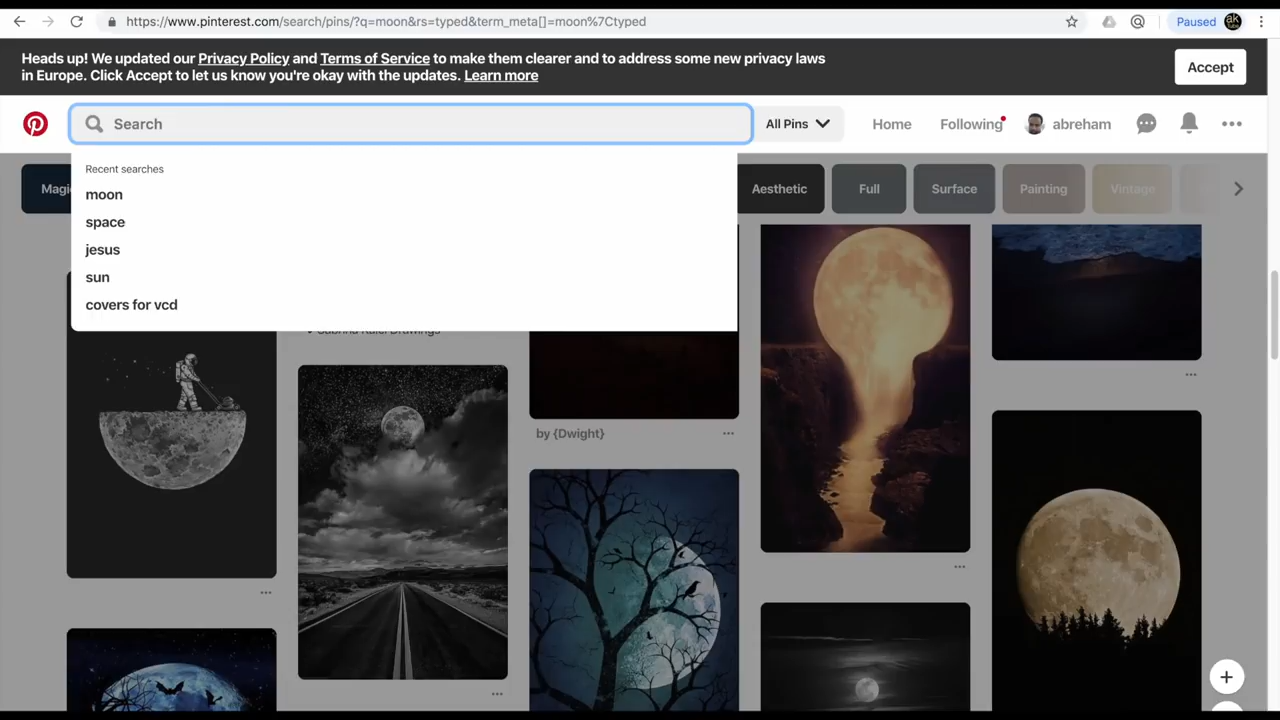 https://www.pinterest.com/search/pins/?q=moon&rs=typed&term_meta[]=moon%7Ctyped
Paused
Heads up! We updated our Privacy Policy and Terms of Service to make them clearer and to address some new privacy laws
in Europe. Click Accept to let us know you're okay with the updates. Learn more
Accept
Search
All Pins
Home
Following
abreham
Recent searches
moon
space
jesus
sun
covers for vcd
Magi
Aesthetic
Full
Surface
Painting
Vintage
by {Dwight}